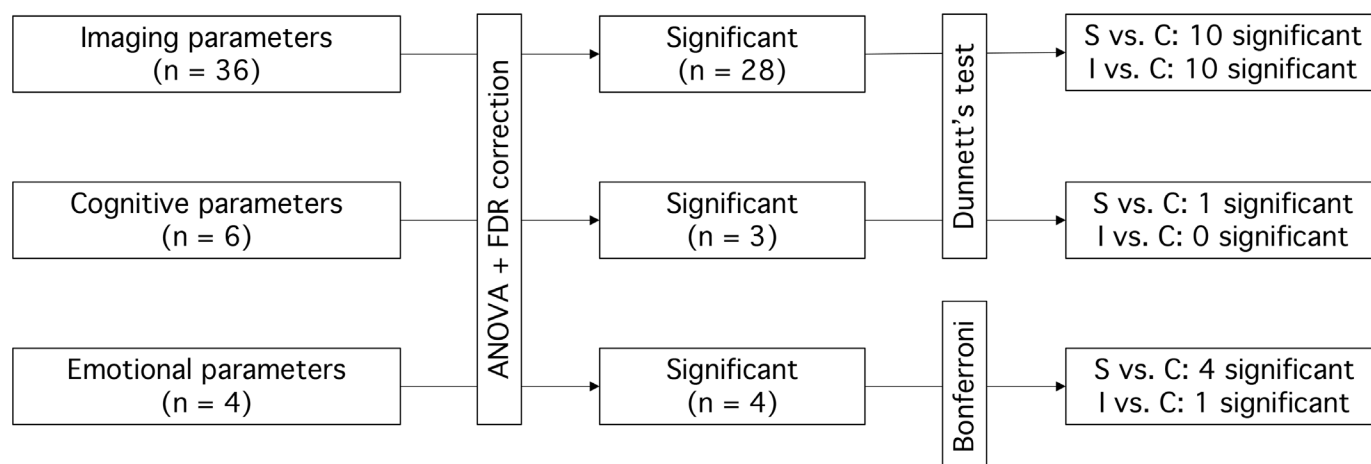 Imaging parameters
(n = 36)
Significant
(n = 28)
S vs. C: 10 significant
I vs. C: 10 significant
ANOVA + FDR correction
Dunnett's test
Cognitive parameters
(n = 6)
Significant
(n = 3)
S vs. C: 1 significant
I vs. C: 0 significant
Emotional parameters
(n = 4)
Significant
(n = 4)
Bonferroni
S vs. C: 4 significant
I vs. C: 1 significant